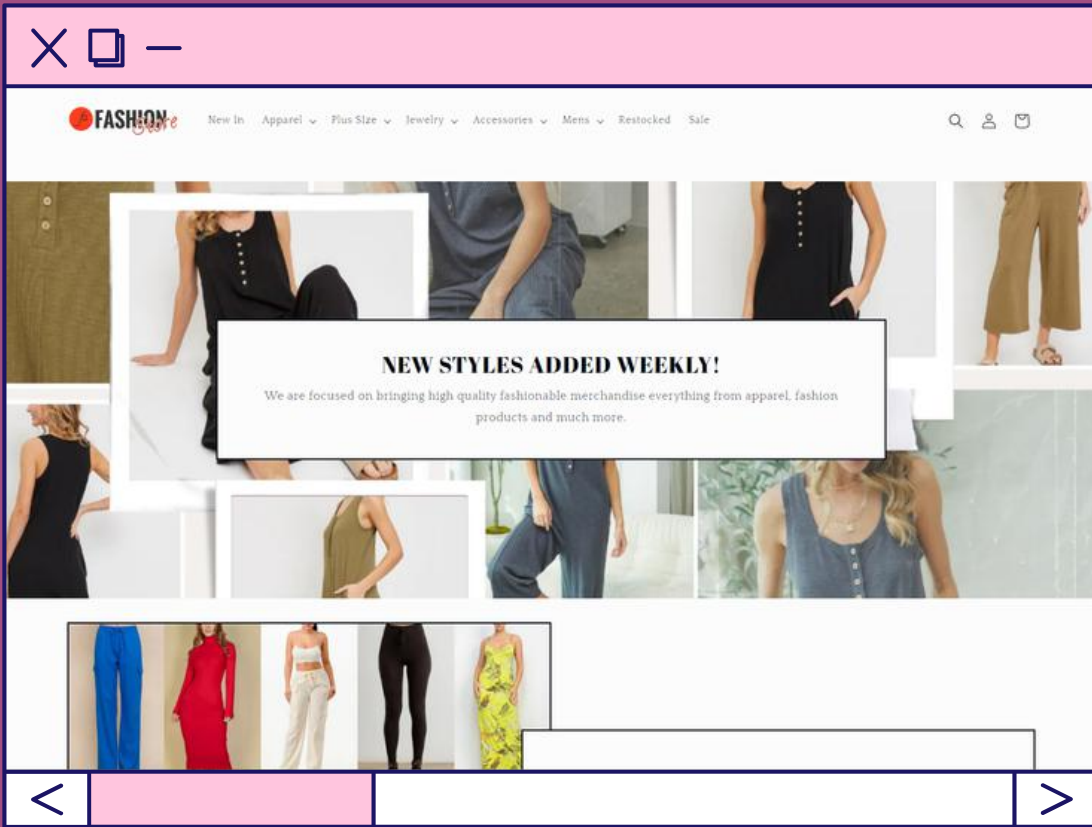 FASHION
Store
New In Apparel Plus Size Jewelry Accessories Mens Restocked Sale
NEW STYLES ADDED WEEKLY!
We are focused on bringing high quality fashionable merchandise everything from apparel, fashion
products and much more.